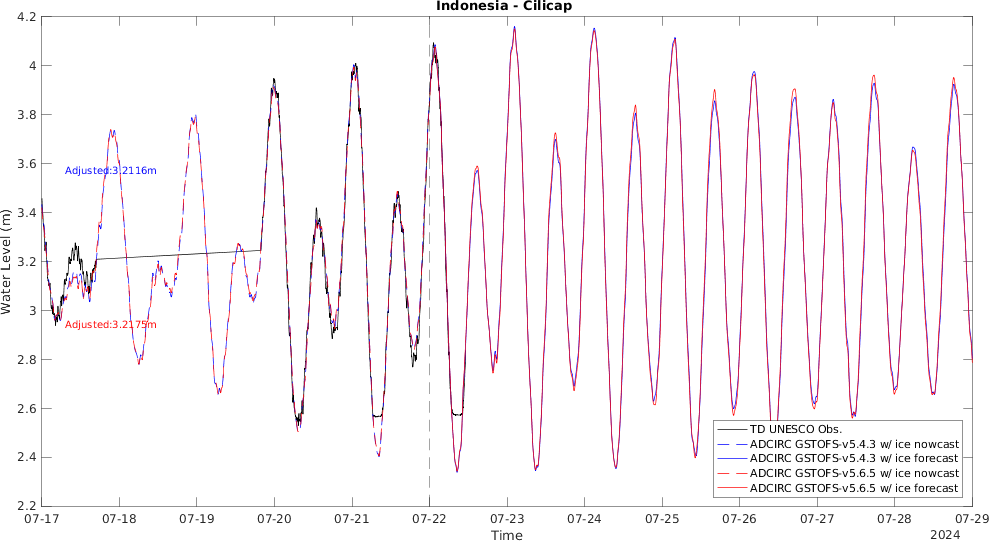 Indonesia - Cilicap
4.2
4
3.8
3.6
3.4
3.2
3
2.8
2.6
2.4
2.2
Water Level (m)
Adjusted:3.2116m
Adjusted:3.2175m
TD UNESCO Obs.
ADCIRC GSTOFS-v5.4.3 w/ ice nowcast
ADCIRC GSTOFS-v5.4.3 w/ ice forecast
ADCIRC GSTOFS-v5.6.5 w/ ice nowcast
ADCIRC GSTOFS-v5.6.5 w/ ice forecast
07-17 07-18 07-19 07-20 07-21 07-22 07-23 07-24 07-25 07-26 07-27 07-28 07-29
Time
2024